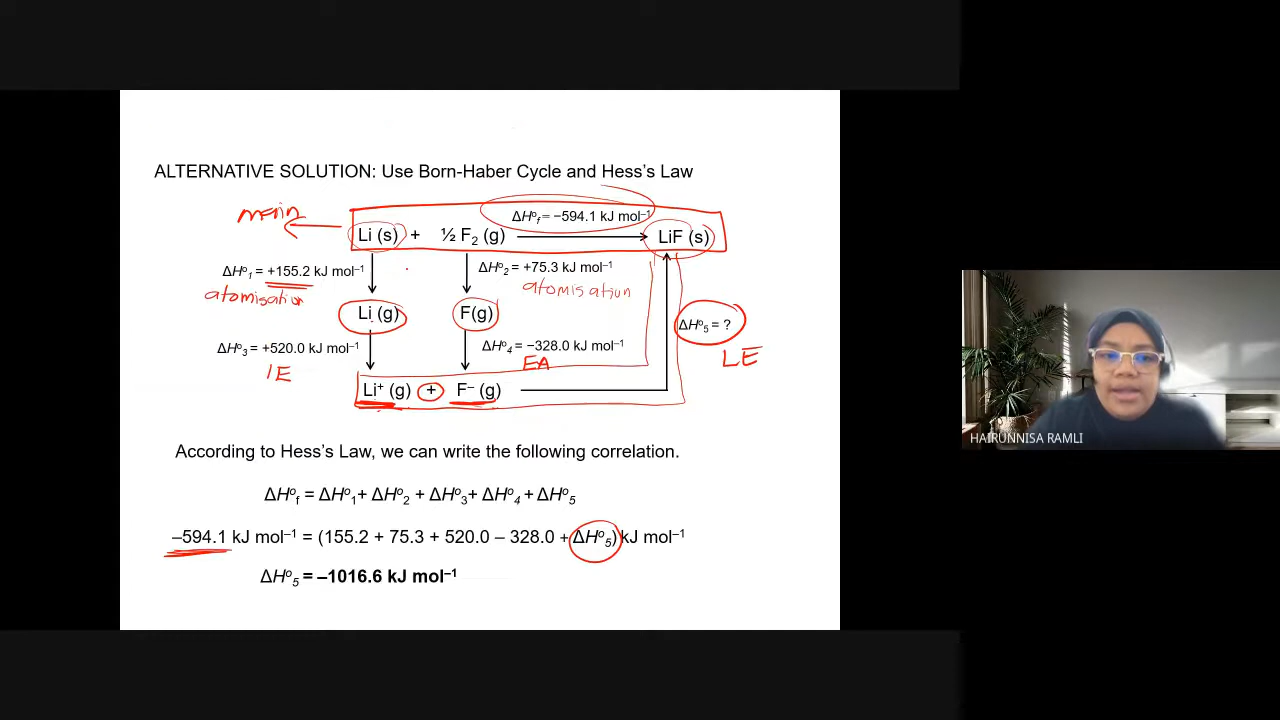 ALTERNATIVE SOLUTION: Use Born-Haber Cycle and Hess's Law
main
ΔH°f = −594.1 kJ mol⁻¹
Li (s) + ½ F₂ (g) LiF (s)
ΔH°₁ = +155.2 kJ mol⁻¹
ΔH°₂ = +75.3 kJ mol⁻¹
atomisation
atomisation
Li (g) F(g)
ΔH°₅ = ?
ΔH°₃ = +520.0 kJ mol⁻¹
ΔH°₄ = −328.0 kJ mol⁻¹
IE
EA
LE
Li⁺ (g) + F⁻ (g)
According to Hess's Law, we can write the following correlation.
ΔH°f = ΔH°₁+ ΔH°₂ + ΔH°₃+ ΔH°₄ + ΔH°₅
–594.1 kJ mol⁻¹ = (155.2 + 75.3 + 520.0 – 328.0 + ΔH°₅) kJ mol⁻¹
ΔH°₅ = –1016.6 kJ mol⁻¹
HAIRUNNISA RAMLI